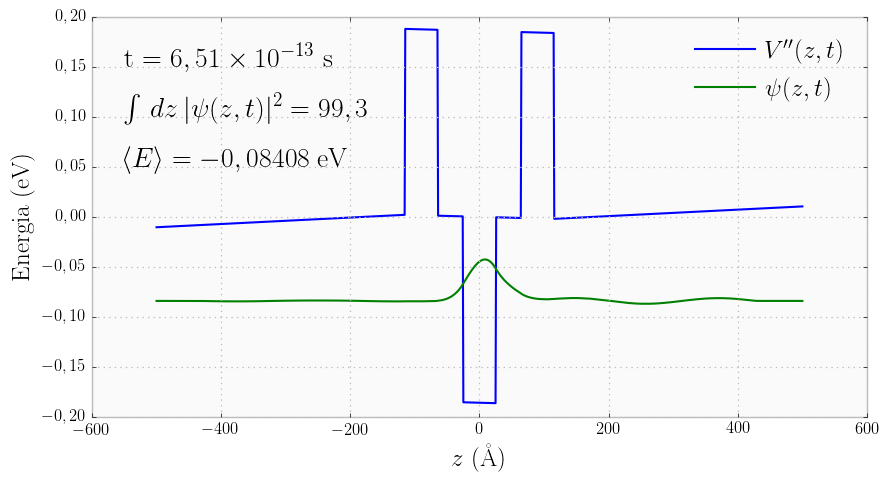 t = 6,51 × 10⁻¹³ s
∫ dz |ψ(z, t)|² = 99,3
⟨E⟩ = −0,08408 eV
V′′(z, t)
ψ(z, t)
Energia (eV)
0,20
0,15
0,10
0,05
0,00
−0,05
−0,10
−0,15
−0,20
−600 −400 −200 0 200 400 600
z (Å)